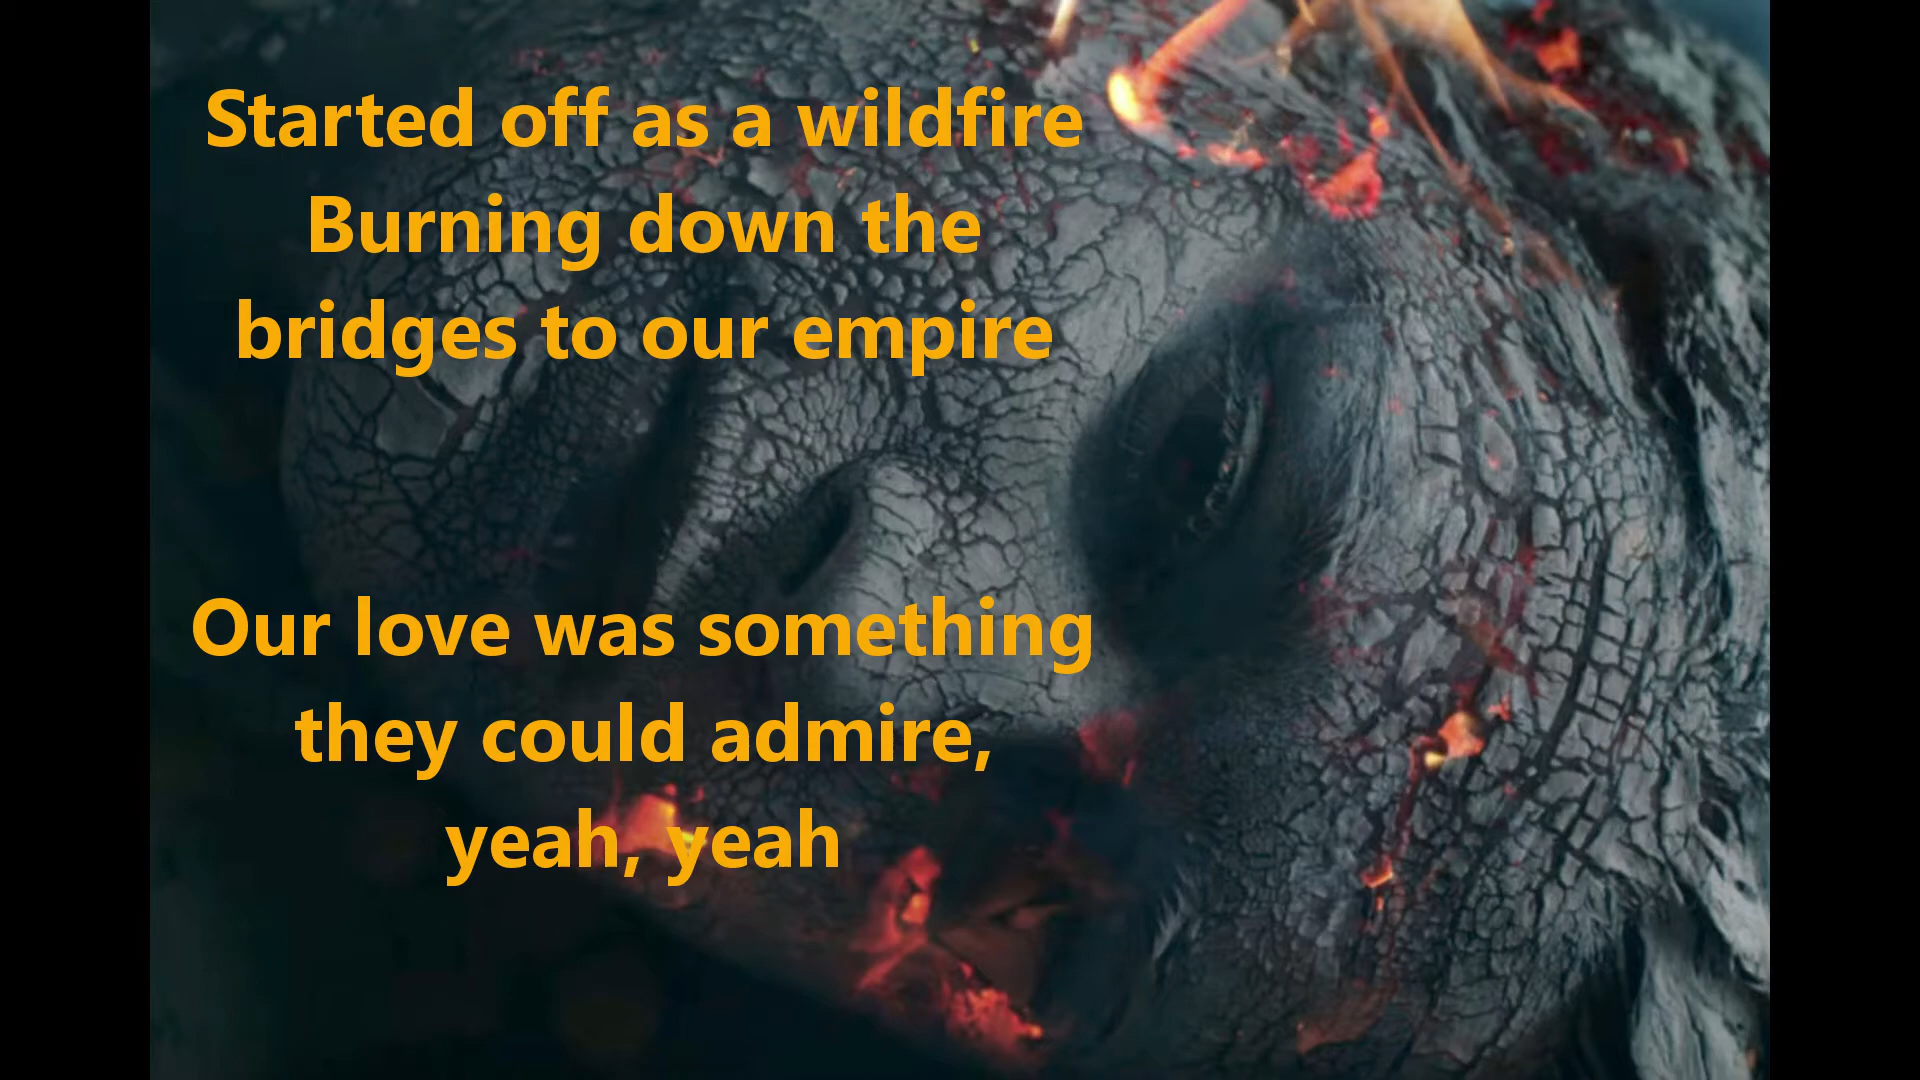 Started off as a wildfire
Burning down the
bridges to our empire
Our love was something
they could admire,
yeah, yeah